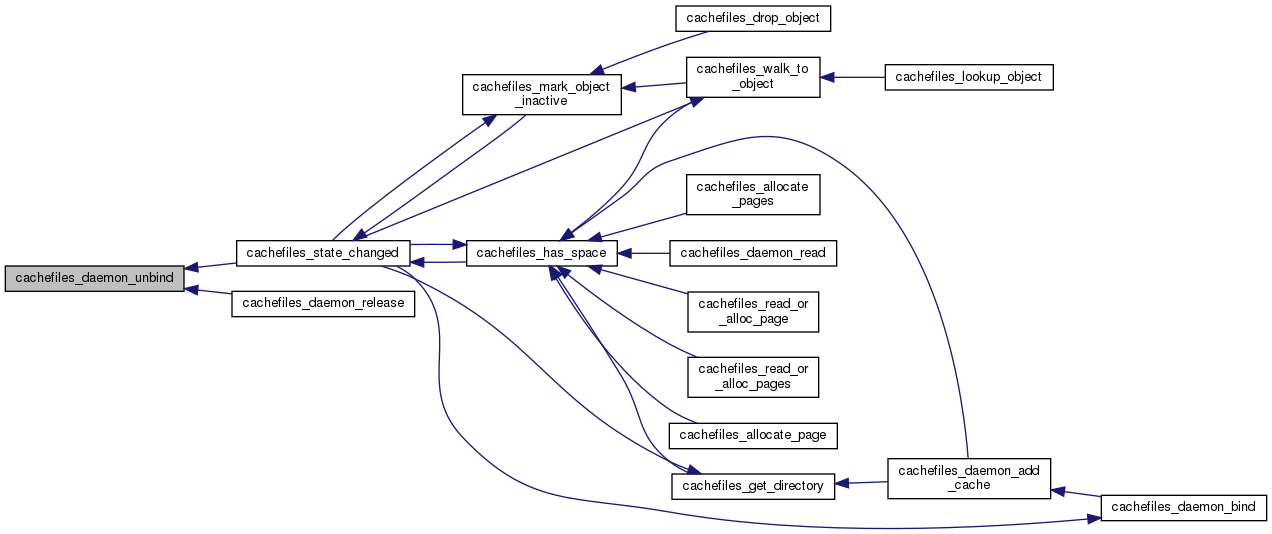 cachefiles_drop_object
cachefiles_walk_to
_object
cachefiles_lookup_object
cachefiles_mark_object
_inactive
cachefiles_allocate
_pages
cachefiles_state_changed
cachefiles_has_space
cachefiles_daemon_read
cachefiles_daemon_unbind
cachefiles_daemon_release
cachefiles_read_or
_alloc_page
cachefiles_read_or
_alloc_pages
cachefiles_allocate_page
cachefiles_get_directory
cachefiles_daemon_add
_cache
cachefiles_daemon_bind